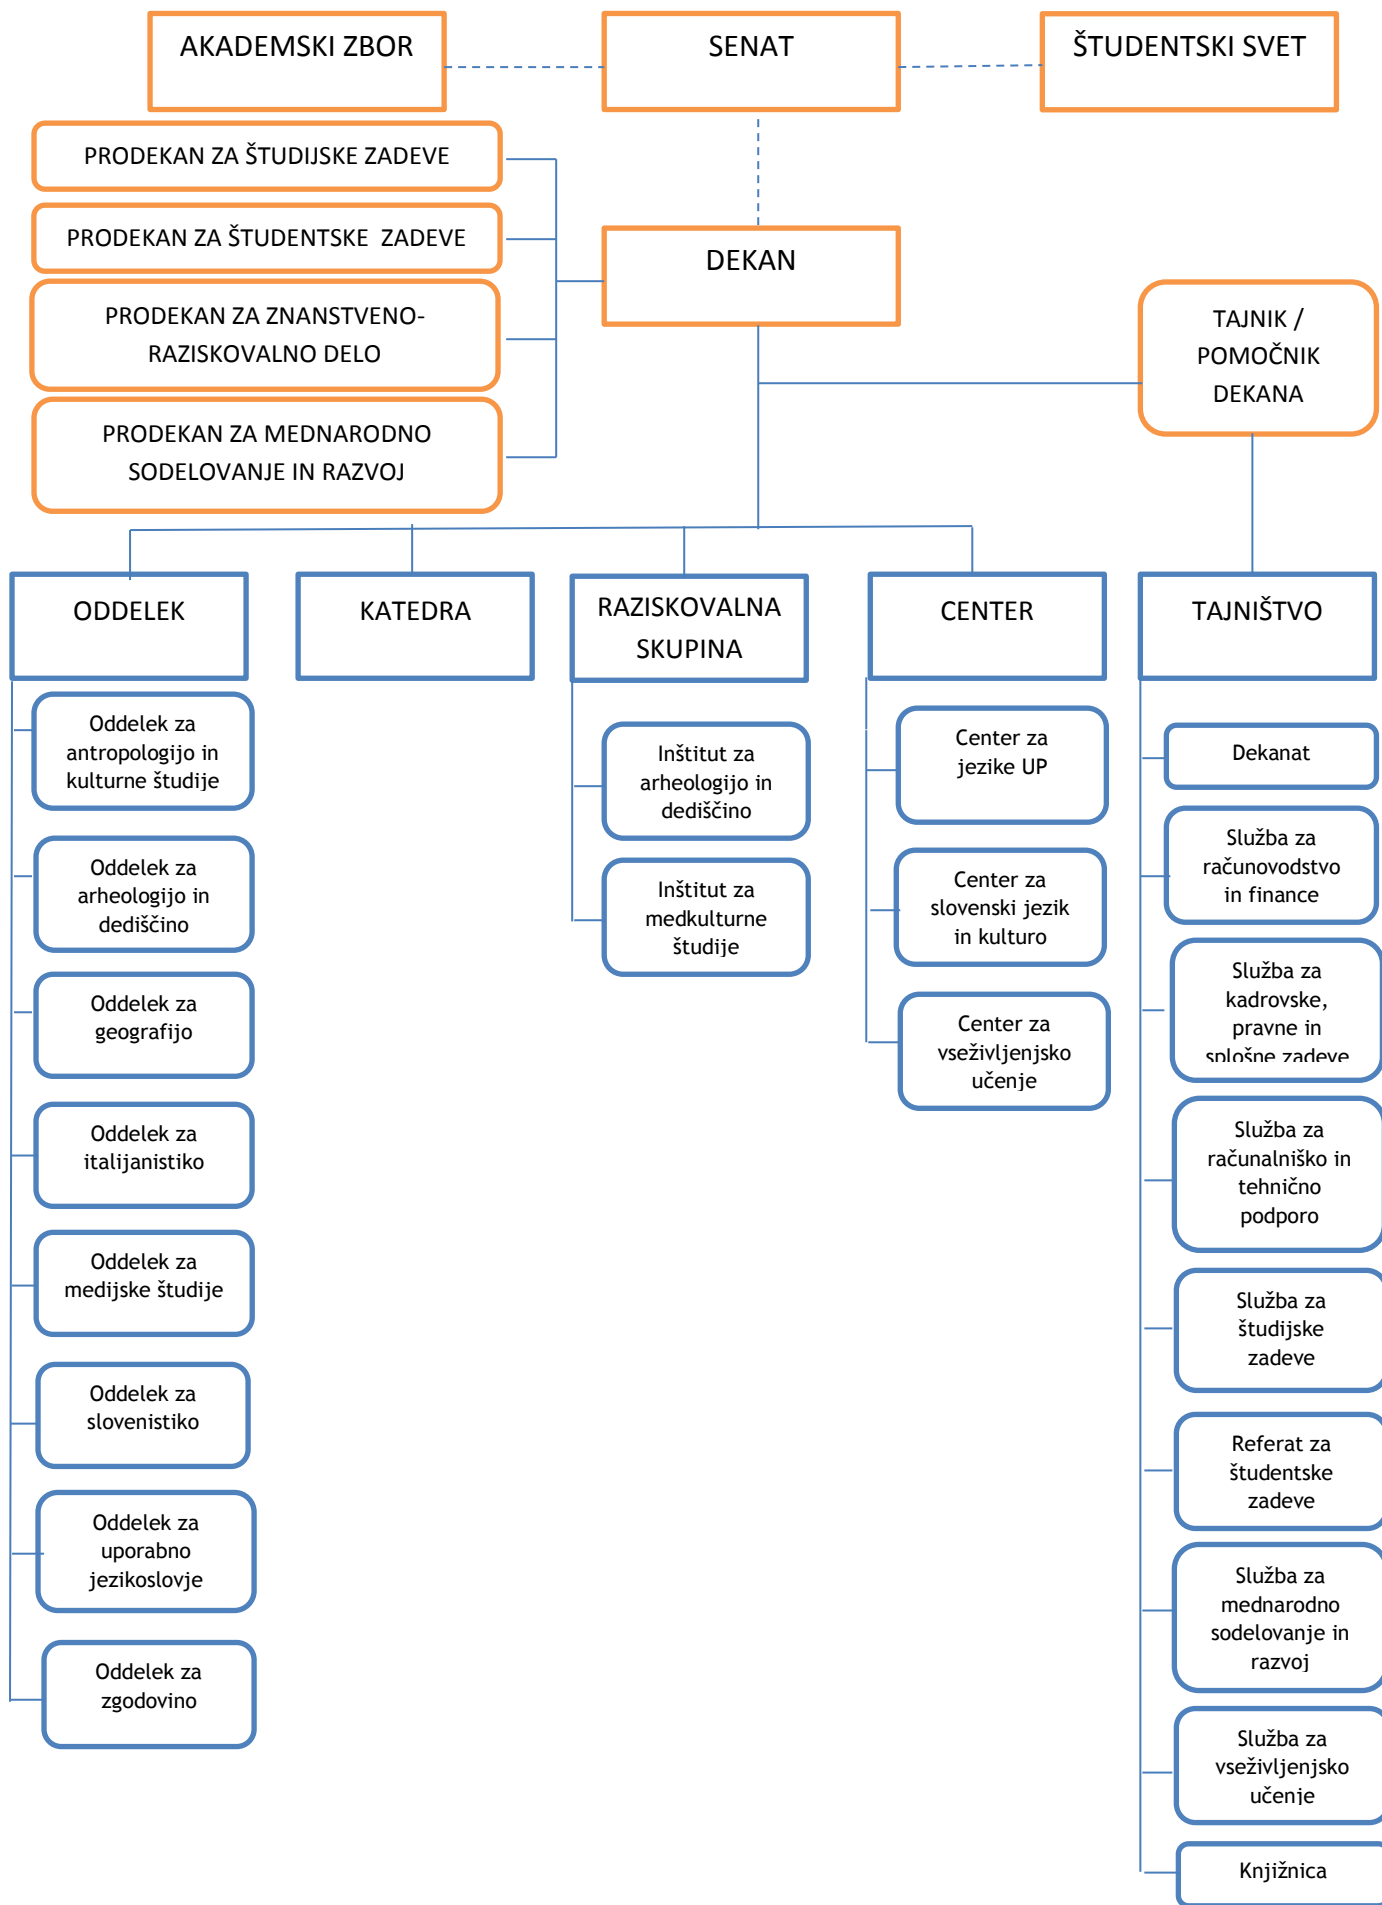 AKADEMSKI ZBOR
SENAT
ŠTUDENTSKI SVET
PRODEKAN ZA ŠTUDIJSKE ZADEVE
PRODEKAN ZA ŠTUDENTSKE ZADEVE
PRODEKAN ZA ZNANSTVENO-
RAZISKOVALNO DELO
PRODEKAN ZA MEDNARODNO
SODELOVANJE IN RAZVOJ
DEKAN
TAJNIK /
POMOČNIK
DEKANA
ODDELEK
KATEDRA
RAZISKOVALNA
SKUPINA
CENTER
TAJNIŠTVO
Oddelek za
antropologijo in
kulturne študije
Oddelek za
arheologijo in
dediščino
Oddelek za
geografijo
Oddelek za
italijanistiko
Oddelek za
medijske študije
Oddelek za
slovenistiko
Oddelek za
uporabno
jezikoslovje
Oddelek za
zgodovino
Inštitut za
arheologijo in
dediščino
Inštitut za
medkulturne
študije
Center za
jezike UP
Center za
slovenski jezik
in kulturo
Center za
vseživljenjsko
učenje
Dekanat
Služba za
računovodstvo
in finance
Služba za
kadrovske,
pravne in
splošne zadeve
Služba za
računalniško in
tehnično
podporo
Služba za
študijske
zadeve
Referat za
študentske
zadeve
Služba za
mednarodno
sodelovanje in
razvoj
Služba za
vseživljenjsko
učenje
Knjižnica